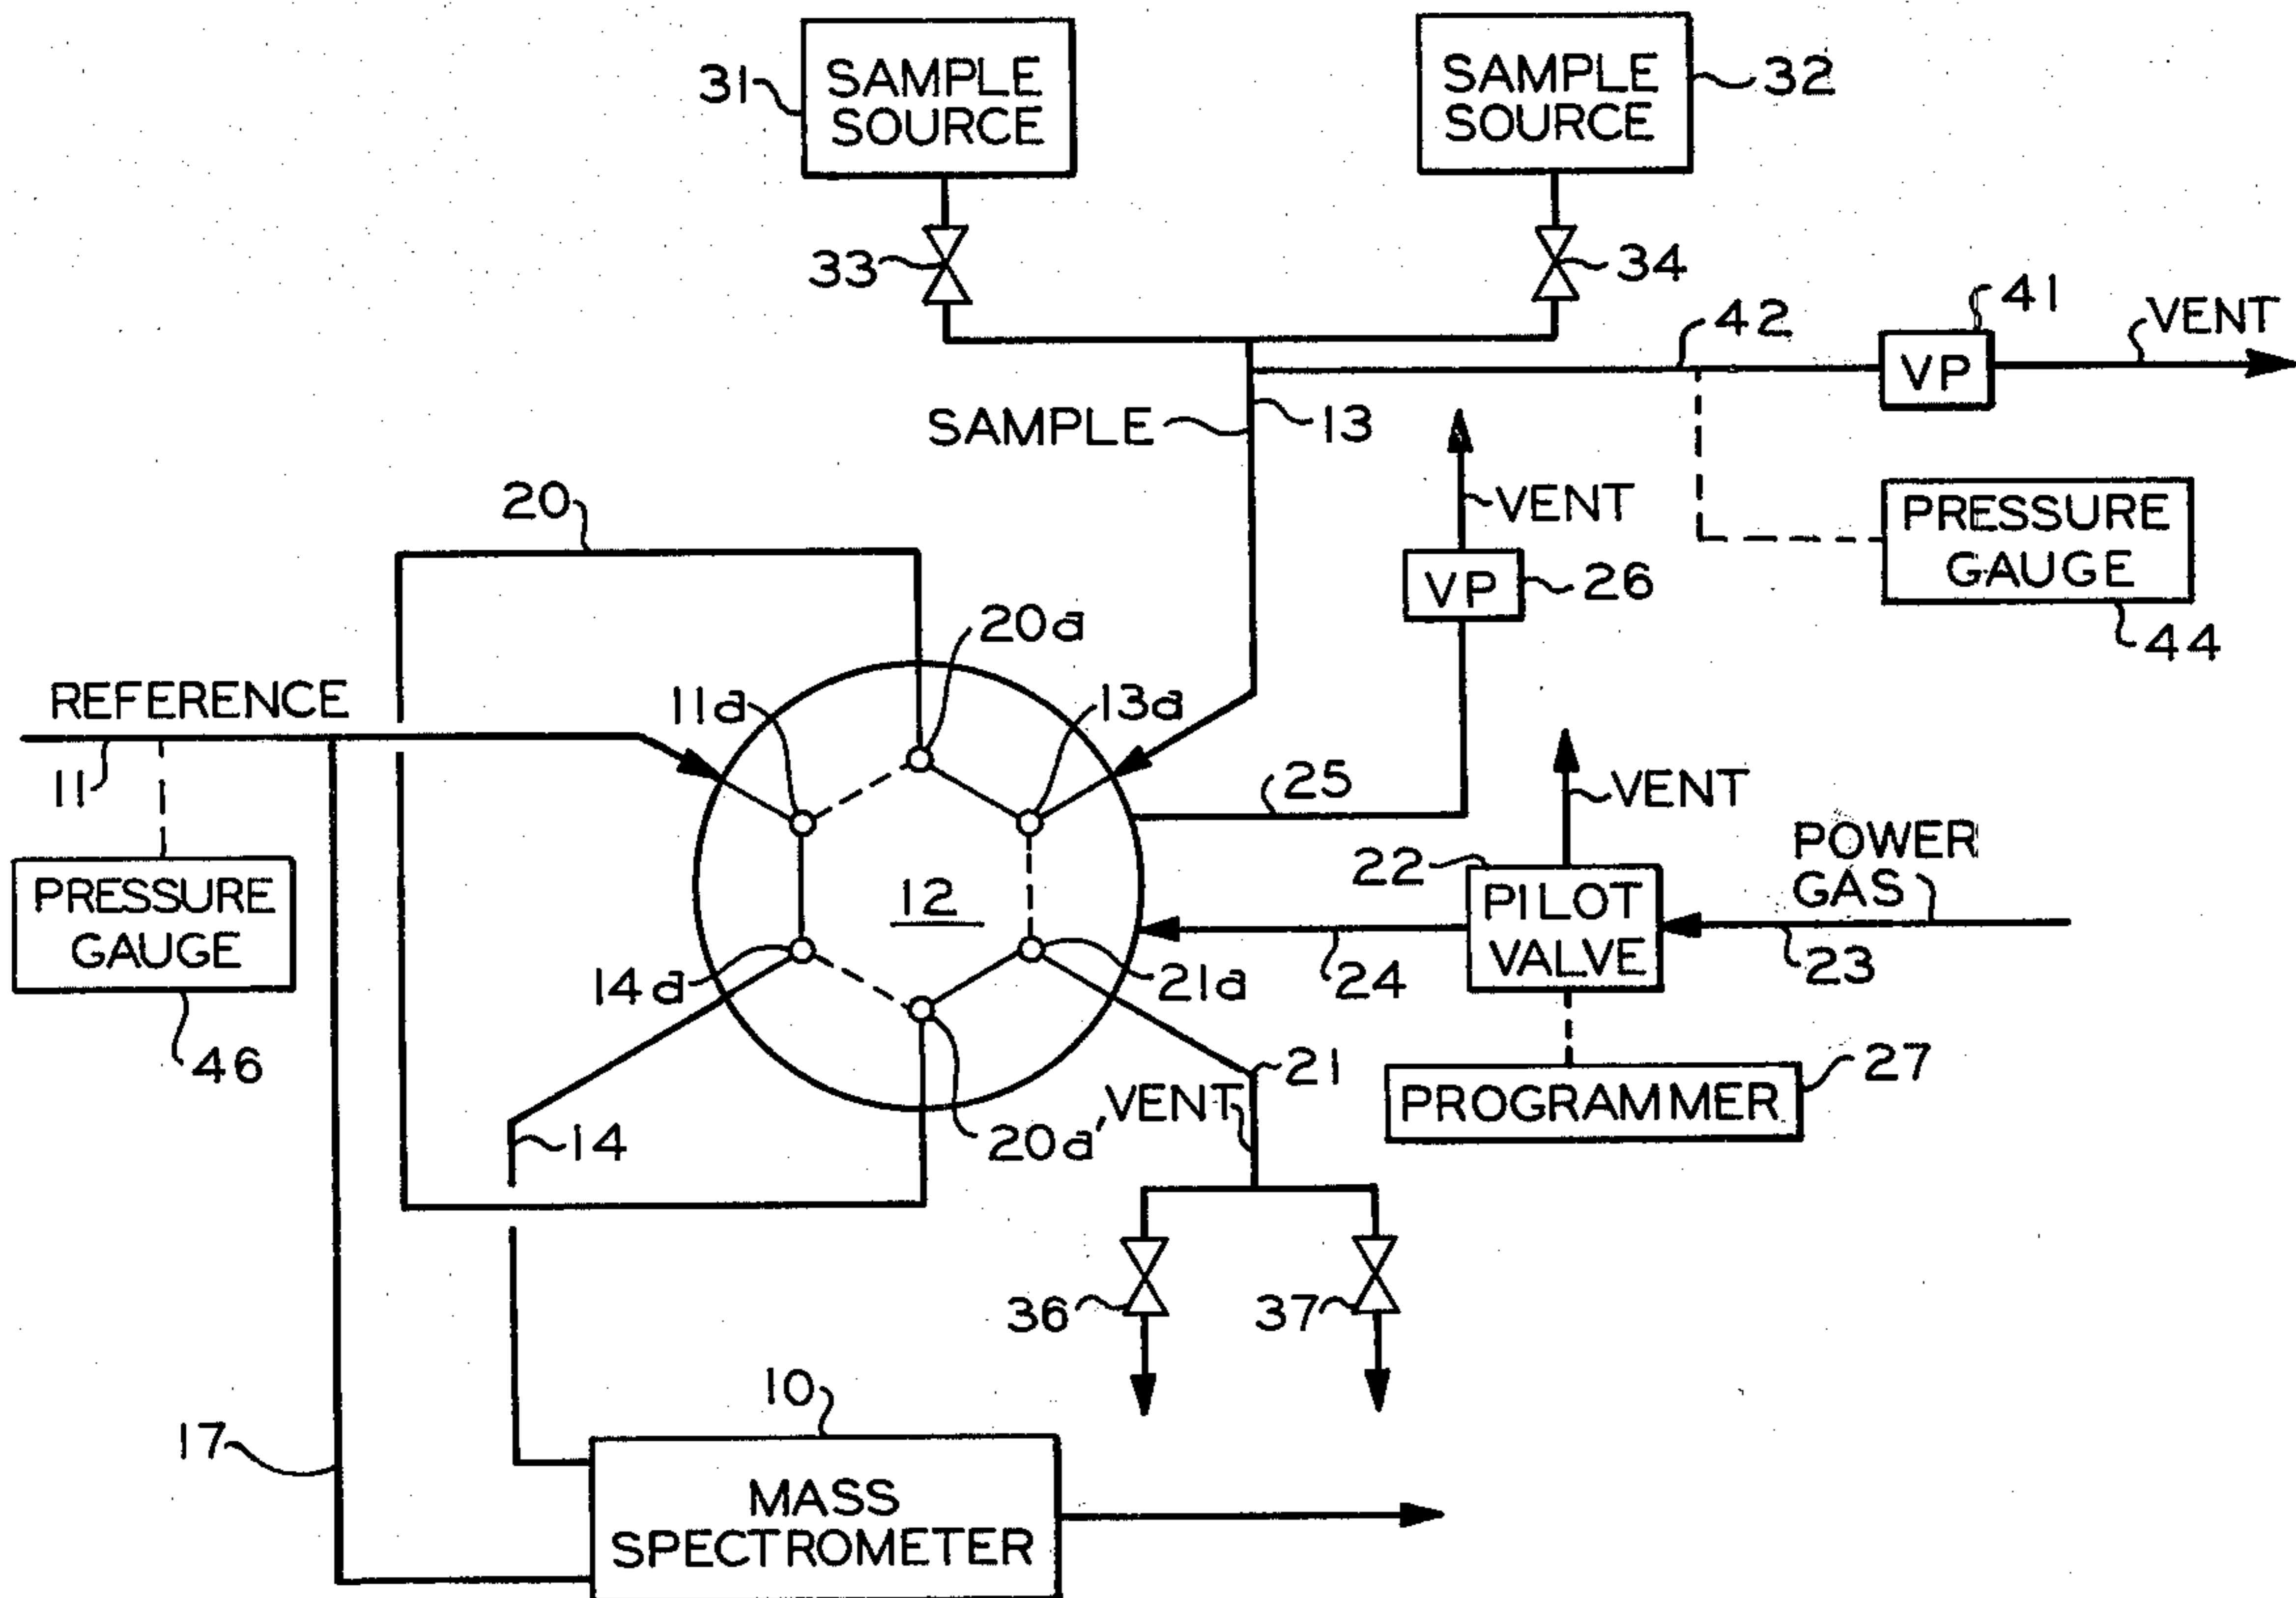 31
SAMPLE
SOURCE
SAMPLE
SOURCE
32
33
34
42
41
VENT
VP
SAMPLE
13
20
VENT
PRESSURE
GAUGE
VP
26
44
20a
REFERENCE
11a
13a
11
25
VENT
POWER
GAS
22
PILOT
VALVE
PRESSURE
GAUGE
12
14a
21a
24
23
46
21
VENT
27
PROGRAMMER
14
20a'
36
37
10
17
MASS
SPECTROMETER